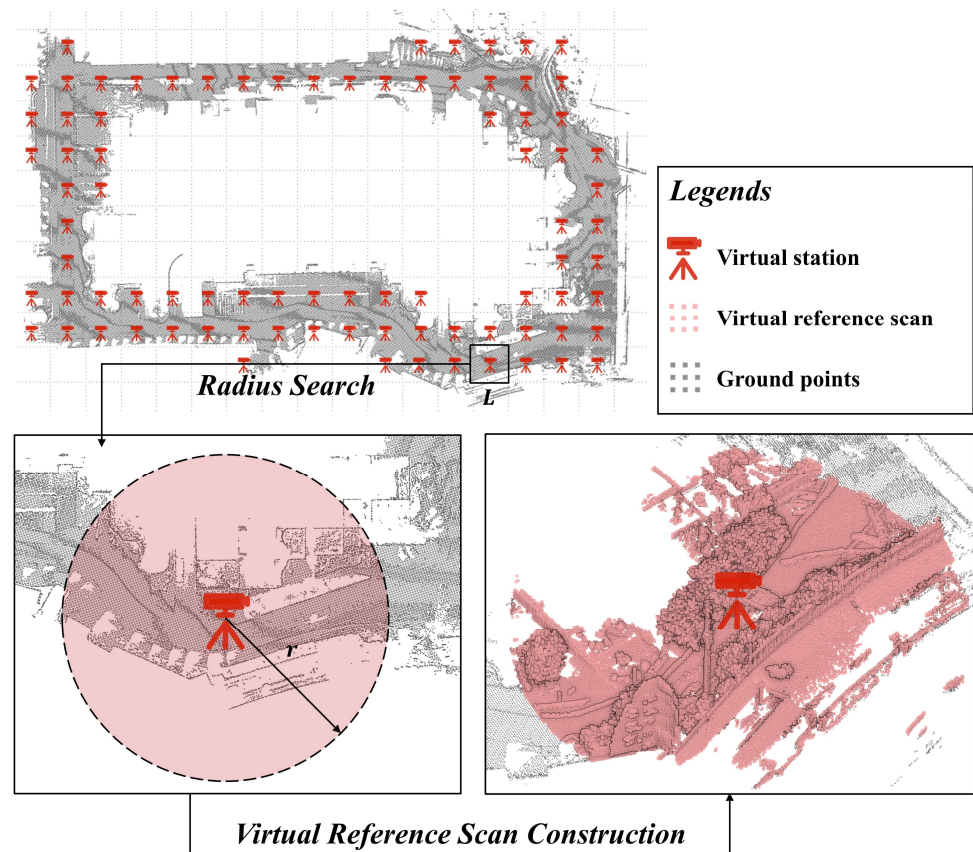 Legends
Virtual station
Virtual reference scan
Ground points
Radius Search
L
r
Virtual Reference Scan Construction